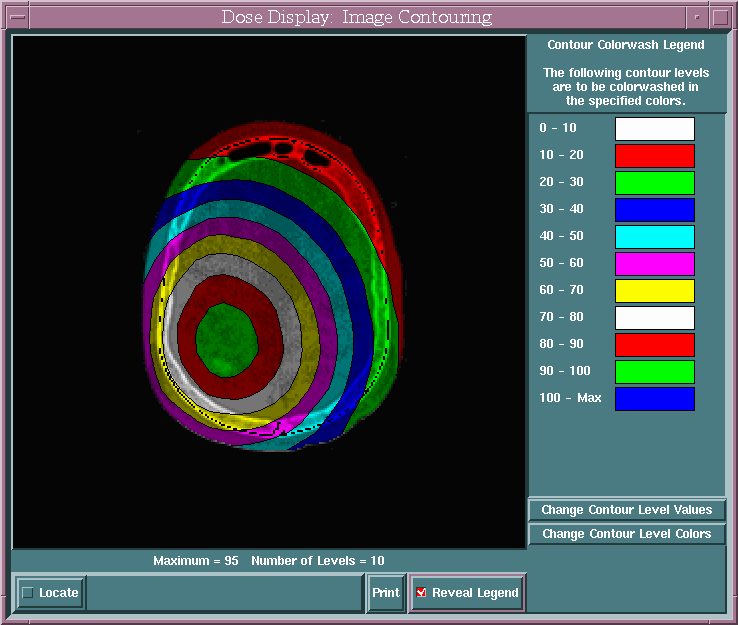 Dose Display: Image Contouring
Contour Colorwash Legend
The following contour levels
are to be colorwashed in
the specified colors.
0 - 10
10 - 20
20 - 30
30 - 40
40 - 50
50 - 60
60 - 70
70 - 80
80 - 90
90 - 100
100 - Max
Change Contour Level Values
Change Contour Level Colors
Maximum = 95 Number of Levels = 10
Locate
Print
Reveal Legend